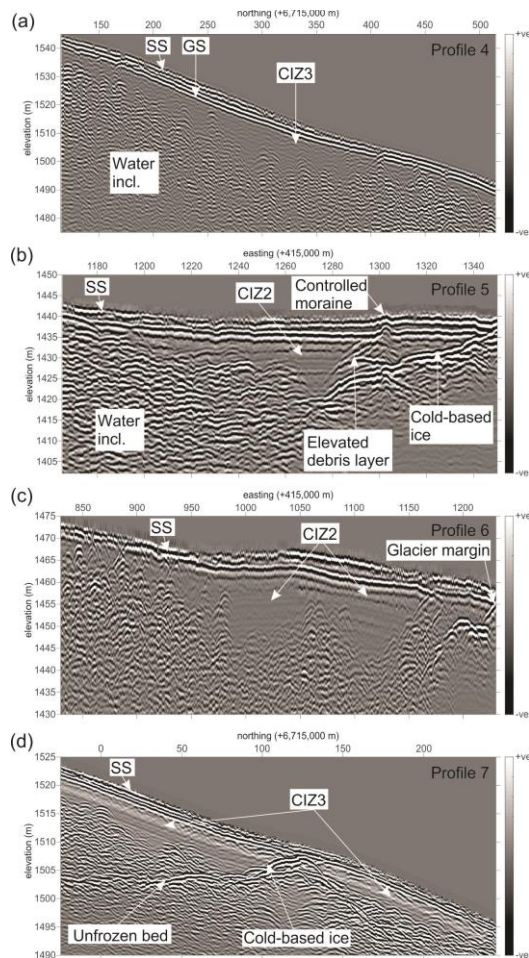 (a)
northing (+6,715,000 m)
100 150 200 250 300 350 400 450 500
SS GS
CIZ3
Profile 4
Water
incl.
elevation (m)
1540
1530
1520
1510
1500
1490
1480
+ve
-ve
(b)
easting (+415,000 m)
1180 1200 1220 1240 1260 1280 1300 1320 1340
SS
CIZ2
Controlled
moraine
Profile 5
Water
incl.
Elevated
debris layer
Cold-based
ice
elevation (m)
1450
1445
1440
1435
1430
1425
1420
1415
1410
1405
+ve
-ve
(c)
easting (+415,000 m)
850 900 950 1000 1050 1100 1150 1200
SS
CIZ2
Profile 6
Glacier margin
elevation (m)
1475
1470
1465
1460
1455
1450
1445
1440
1435
1430
+ve
-ve
(d)
northing (+6,715,000 m)
0 50 100 150 200
SS
CIZ3
Profile 7
Unfrozen bed
Cold-based ice
elevation (m)
1525
1520
1515
1510
1505
1500
1495
1490
+ve
-ve